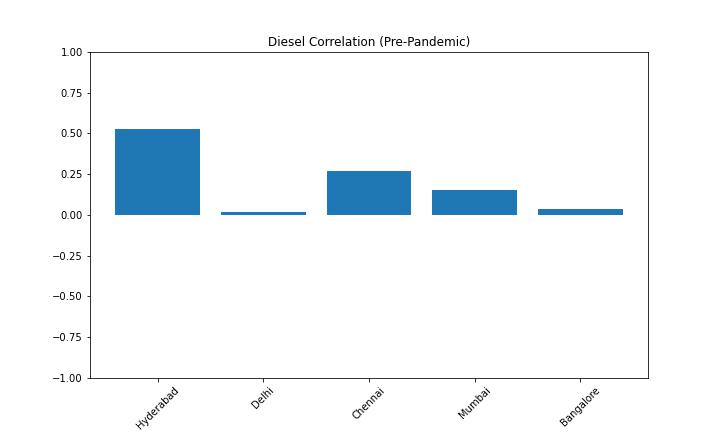 Diesel Correlation (Pre-Pandemic)
1.00
0.75
0.50
0.25
0.00
−0.25
−0.50
−0.75
−1.00
Hyderabad
Delhi
Chennai
Mumbai
Bangalore